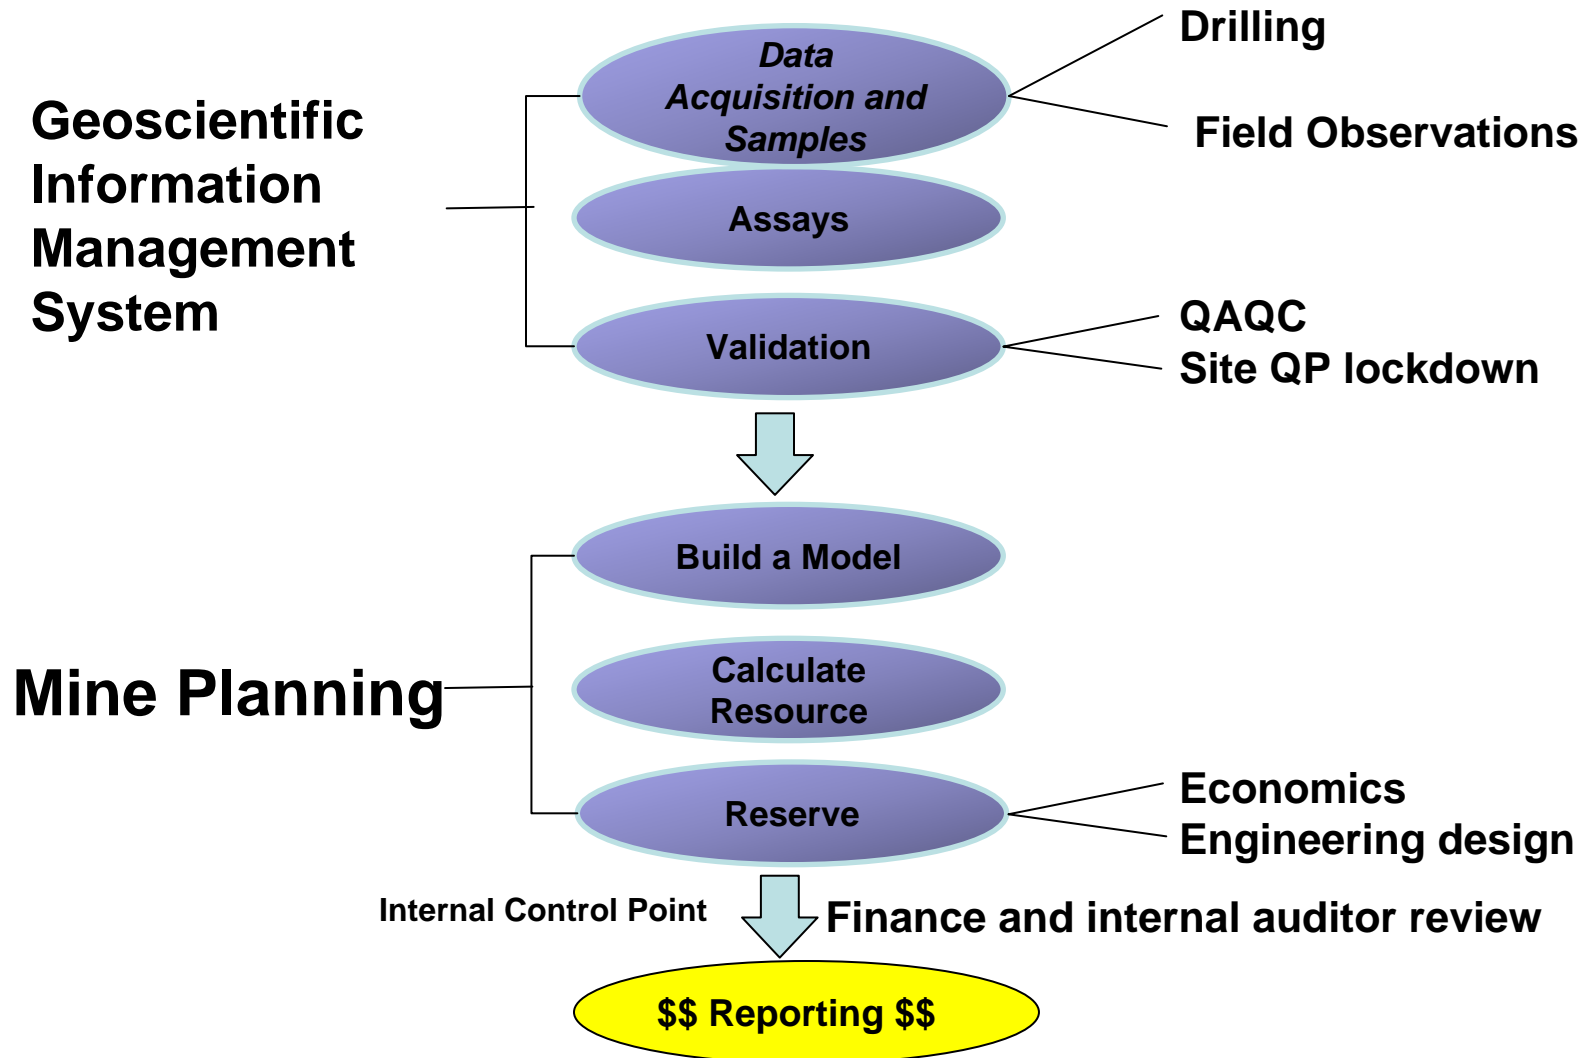 Geoscientific
Information
Management
System
Data
Acquisition and
Samples
Drilling
Field Observations
Assays
Validation
QAQC
Site QP lockdown
Mine Planning
Build a Model
Calculate
Resource
Reserve
Economics
Engineering design
Internal Control Point
Finance and internal auditor review
$$ Reporting $$